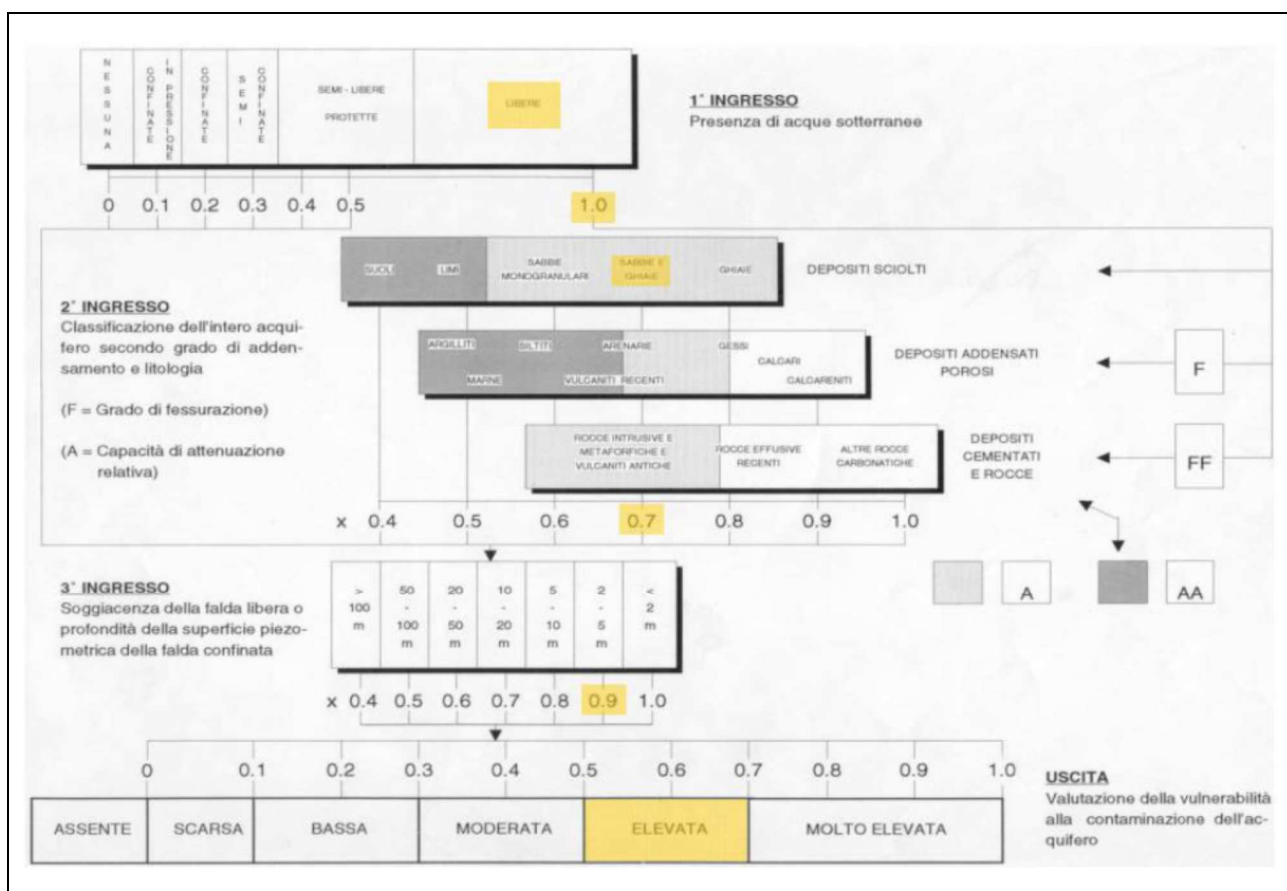 NESSUNA
CONFINATE
IN PRESSIONE
CONFINATE
SEMI
CONFINATE
SEMI - LIBERE
PROTETTE
LIBERE
1° INGRESSO
Presenza di acque sotterranee
0 0.1 0.2 0.3 0.4 0.5 1.0
2° INGRESSO
Classificazione dell'intero acqui-
fero secondo grado di adden-
samento e litologia
(F = Grado di fessurazione)
(A = Capacità di attenuazione
relativa)
SUOLI LIMI SABBIE
MONOGRANULARI SABBIE E
GHIAIE GHIAIE
DEPOSITI SCIOLTI
ARGILLITI SILTITI ARENARIE GESSI
CALCARI
MARNE VULCANITI RECENTI CALCARENITI
DEPOSITI ADDENSATI
POROSI
F
ROCCE INTRUSIVE E
METAFORFICHE E
VULCANITI ANTICHE
ROCCE EFFUSIVE
RECENTI
ALTRE ROCCE
CARBONATICHE
DEPOSITI
CEMENTATI
E ROCCE
FF
x 0.4 0.5 0.6 0.7 0.8 0.9 1.0
A AA
3° INGRESSO
Soggiacenza della falda libera o
profondità della superficie piezo-
metrica della falda confinata
> 50 20 10 5 2 <
100 - - - - - 2
m 100 50 20 10 5 m
m m m m m
x 0.4 0.5 0.6 0.7 0.8 0.9 1.0
0 0.1 0.2 0.3 0.4 0.5 0.6 0.7 0.8 0.9 1.0
USCITA
Valutazione della vulnerabilità
alla contaminazione dell'ac-
quifero
ASSENTE SCARSA BASSA MODERATA ELEVATA MOLTO ELEVATA